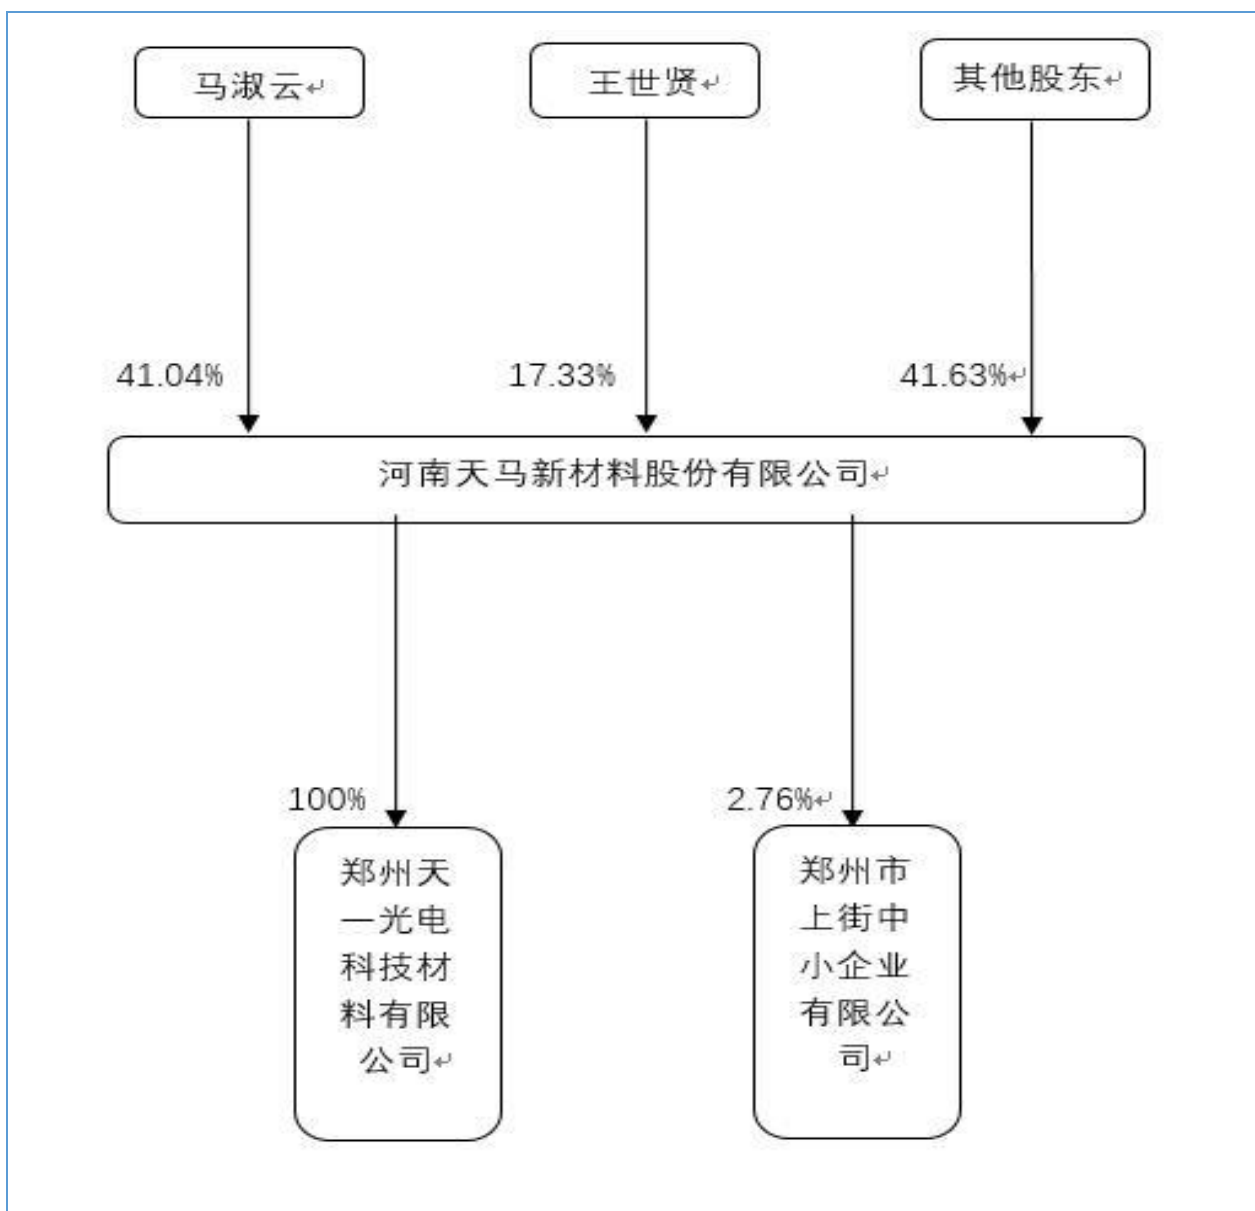 马淑云
王世贤
其他股东
41.04%
17.33%
41.63%
河南天马新材料股份有限公司
100%
2.76%
郑州天
一光电
科技材
料有限
公司
郑州市
上街中
小企业
有限公
司